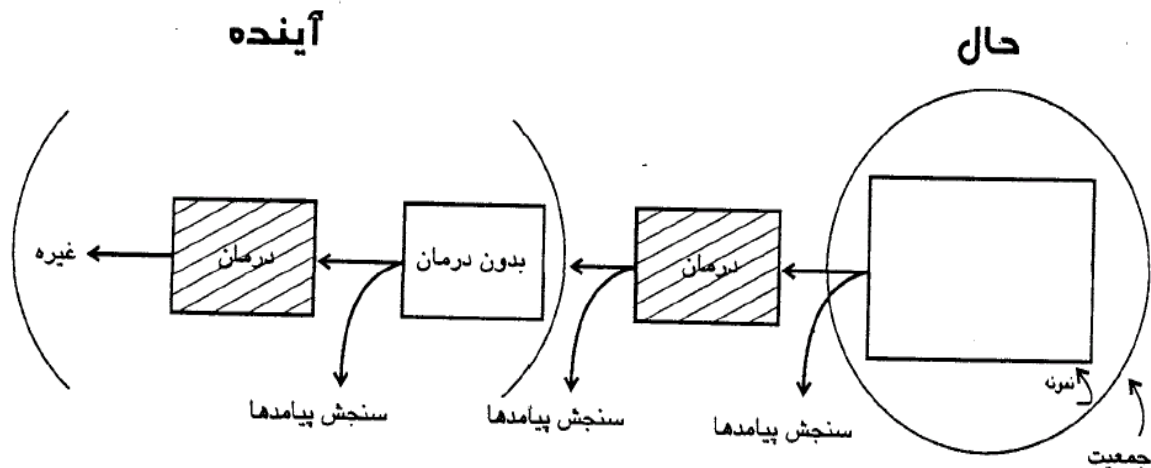 حال
آینده
درمان
بدون درمان
درمان
غیره
نمونه
سنجش پیامدها
سنجش پیامدها
سنجش پیامدها
جمعیت